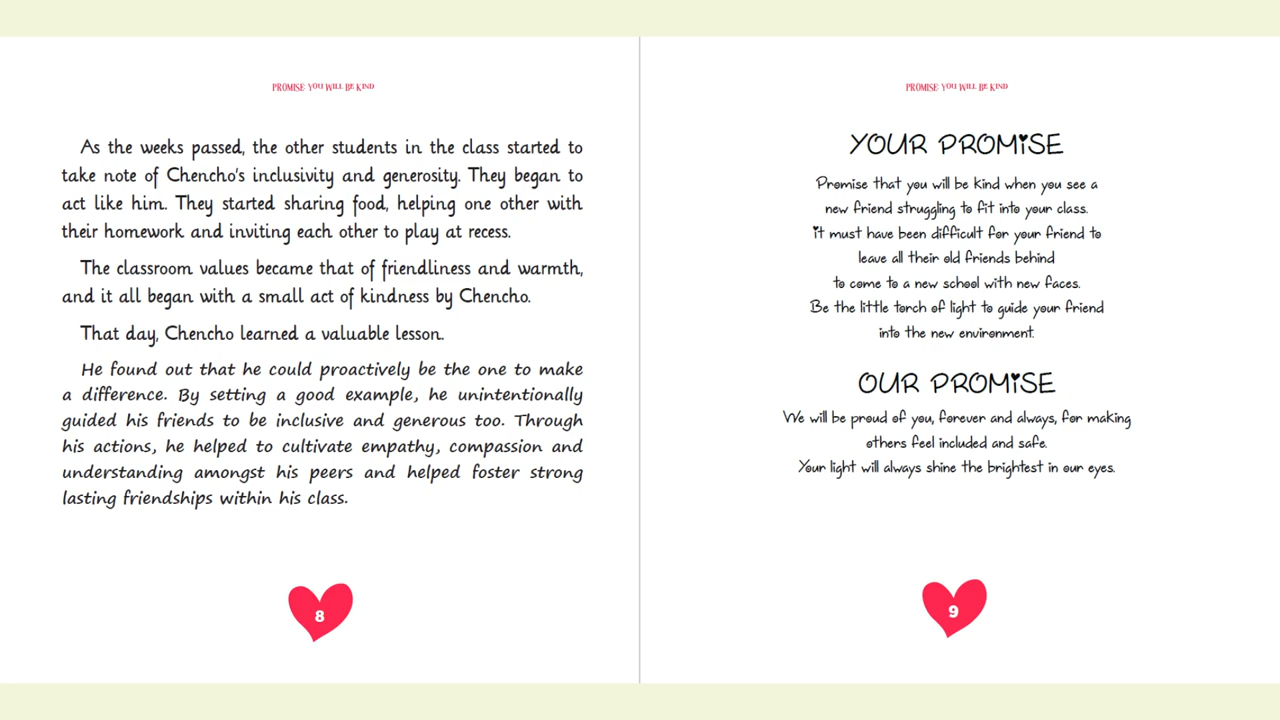 PROMISE YOU WILL BE KIND
As the weeks passed, the other students in the class started to
take note of Chencho's inclusivity and generosity. They began to
act like him. They started sharing food, helping one other with
their homework and inviting each other to play at recess.
The classroom values became that of friendliness and warmth,
and it all began with a small act of kindness by Chencho.
That day, Chencho learned a valuable lesson.
He found out that he could proactively be the one to make
a difference. By setting a good example, he unintentionally
guided his friends to be inclusive and generous too. Through
his actions, he helped to cultivate empathy, compassion and
understanding amongst his peers and helped foster strong
lasting friendships within his class.
8
PROMISE YOU WILL BE KIND
YOUR PROMiSE
Promise that you will be kind when you see a
new friend struggling to fit into your class.
it must have been difficult for your friend to
leave all their old friends behind
to come to a new school with new faces.
Be the little torch of light to guide your friend
into the new environment.
OUR PROMiSE
We will be proud of you, forever and always, for making
others feel included and safe.
Your light will always shine the brightest in our eyes.
9